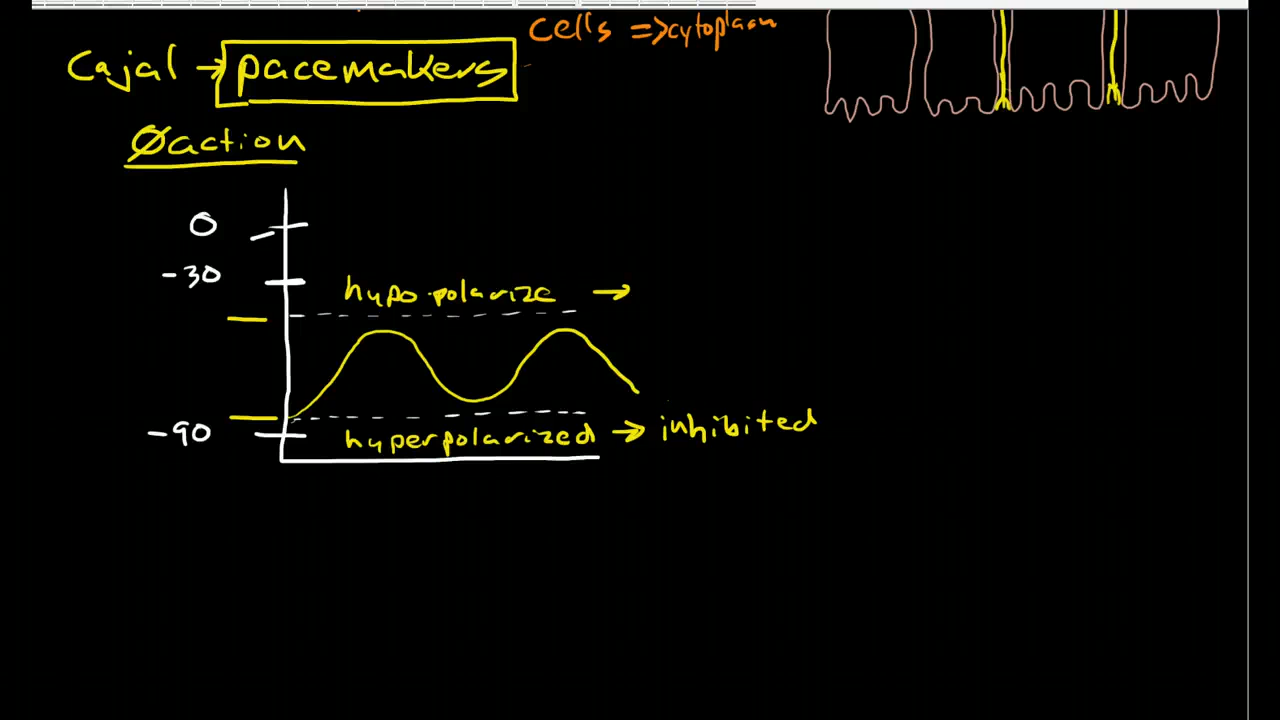 cells => cytoplasm
Cajal → pacemakers
Øaction
0
-30
hypo.polarize →
-90
hyperpolarized → inhibited